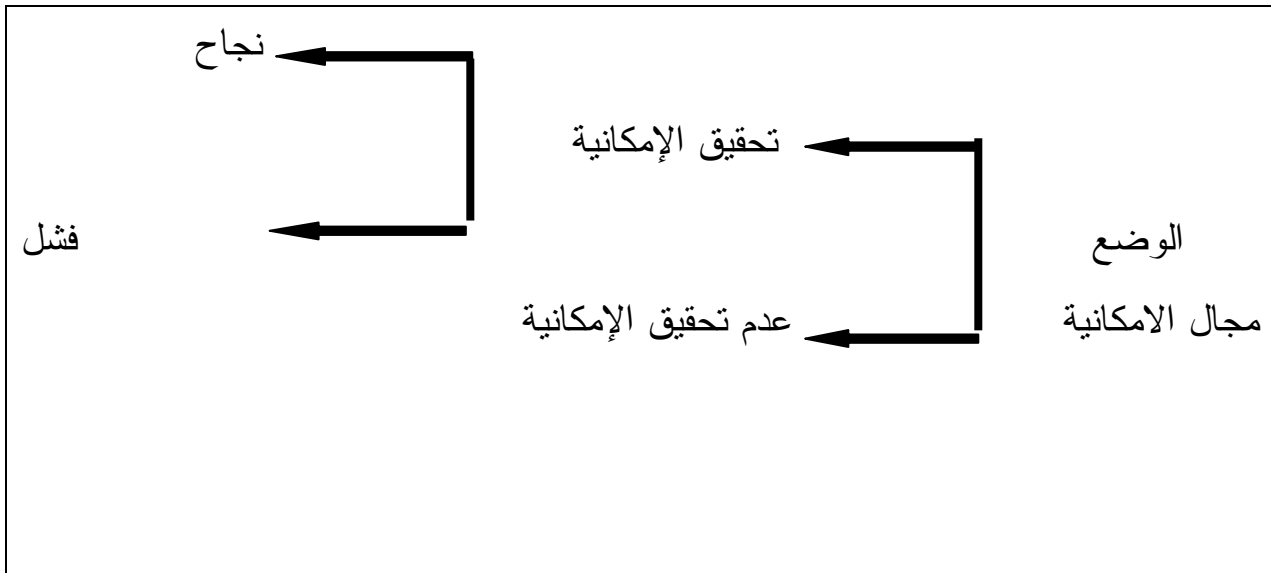 نجاح
تحقيق الإمكانية
الوضع
فشل
مجال الامكانية
عدم تحقيق الإمكانية